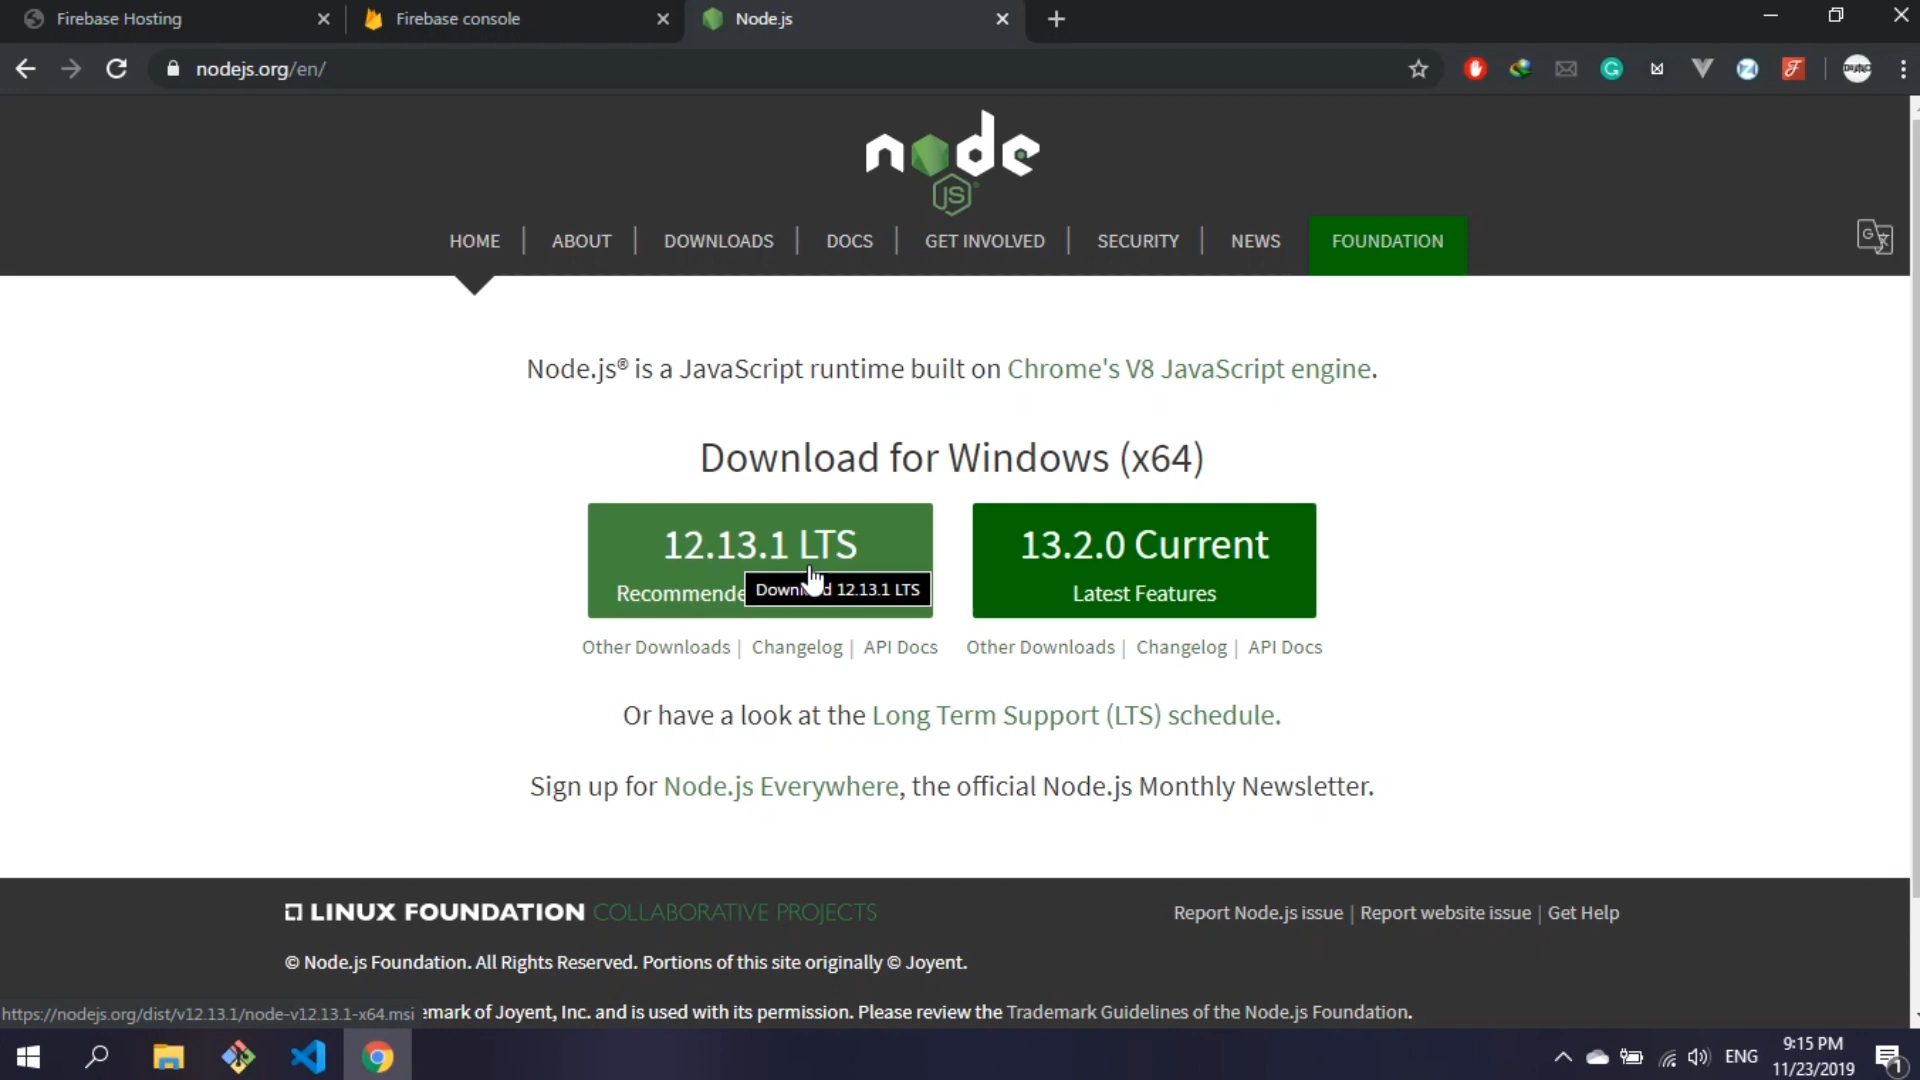 Firebase Hosting
Firebase console
Node.js
nodejs.org/en/
node
JS
HOME | ABOUT | DOWNLOADS | DOCS | GET INVOLVED | SECURITY | NEWS FOUNDATION
Node.js® is a JavaScript runtime built on Chrome's V8 JavaScript engine.
Download for Windows (x64)
12.13.1 LTS
13.2.0 Current
Download 12.13.1 LTS
Latest Features
Other Downloads | Changelog | API Docs
Other Downloads | Changelog | API Docs
Or have a look at the Long Term Support (LTS) schedule.
Sign up for Node.js Everywhere, the official Node.js Monthly Newsletter.
LINUX FOUNDATION COLLABORATIVE PROJECTS
Report Node.js issue | Report website issue | Get Help
© Node.js Foundation. All Rights Reserved. Portions of this site originally © Joyent.
https://nodejs.org/dist/v12.13.1/node-v12.13.1-x64.msi
of Joyent, Inc. and is used with its permission. Please review the Trademark Guidelines of the Node.js Foundation.
ENG
9:15 PM
11/23/2019
1